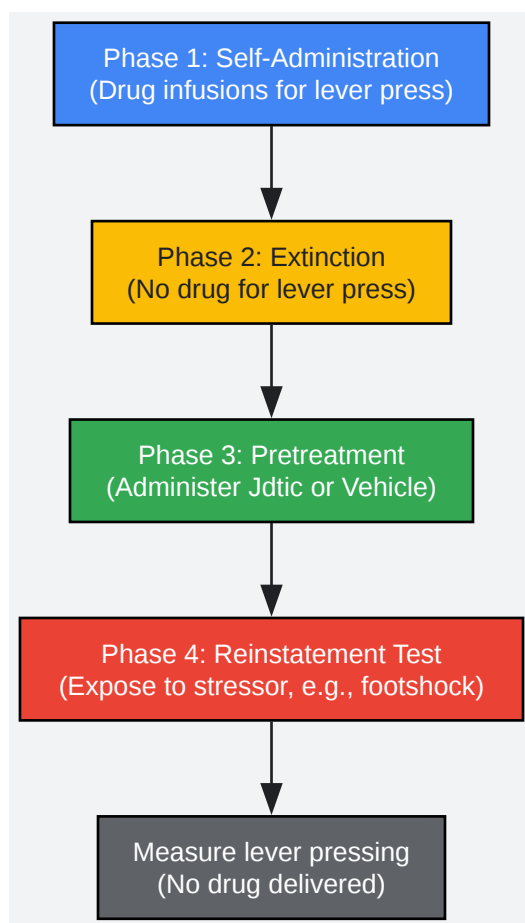 Phase 1: Self-Administration
(Drug infusions for lever press)
Phase 2: Extinction
(No drug for lever press)
Phase 3: Pretreatment
(Administer Jdtic or Vehicle)
Phase 4: Reinstatement Test
(Expose to stressor, e.g., footshock)
Measure lever pressing
(No drug delivered)